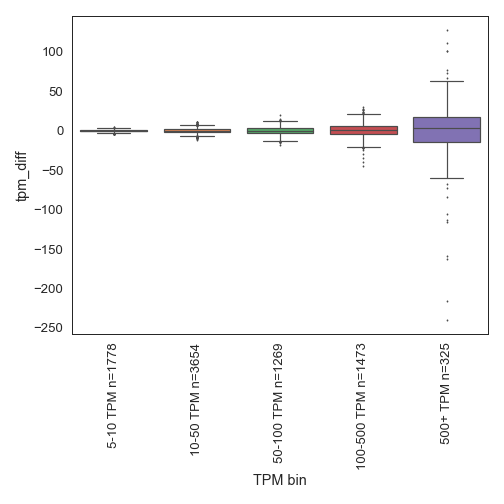 100
50
0
−50
−100
−150
−200
−250
tpm_diff
5-10 TPM n=1778
10-50 TPM n=3654
50-100 TPM n=1269
100-500 TPM n=1473
500+ TPM n=325
TPM bin